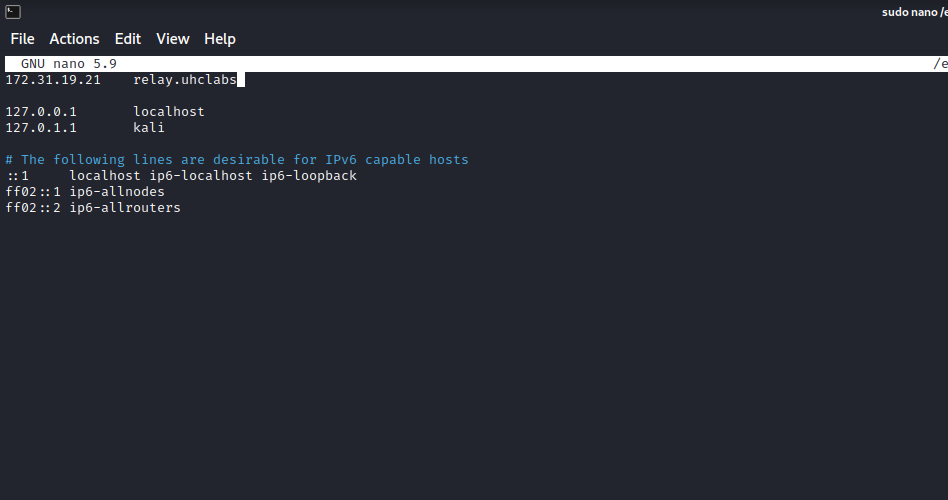 sudo nano /e
File Actions Edit View Help
GNU nano 5.9 /e
172.31.19.21 relay.uhclabs
127.0.0.1 localhost
127.0.1.1 kali
# The following lines are desirable for IPv6 capable hosts
::1 localhost ip6-localhost ip6-loopback
ff02::1 ip6-allnodes
ff02::2 ip6-allrouters